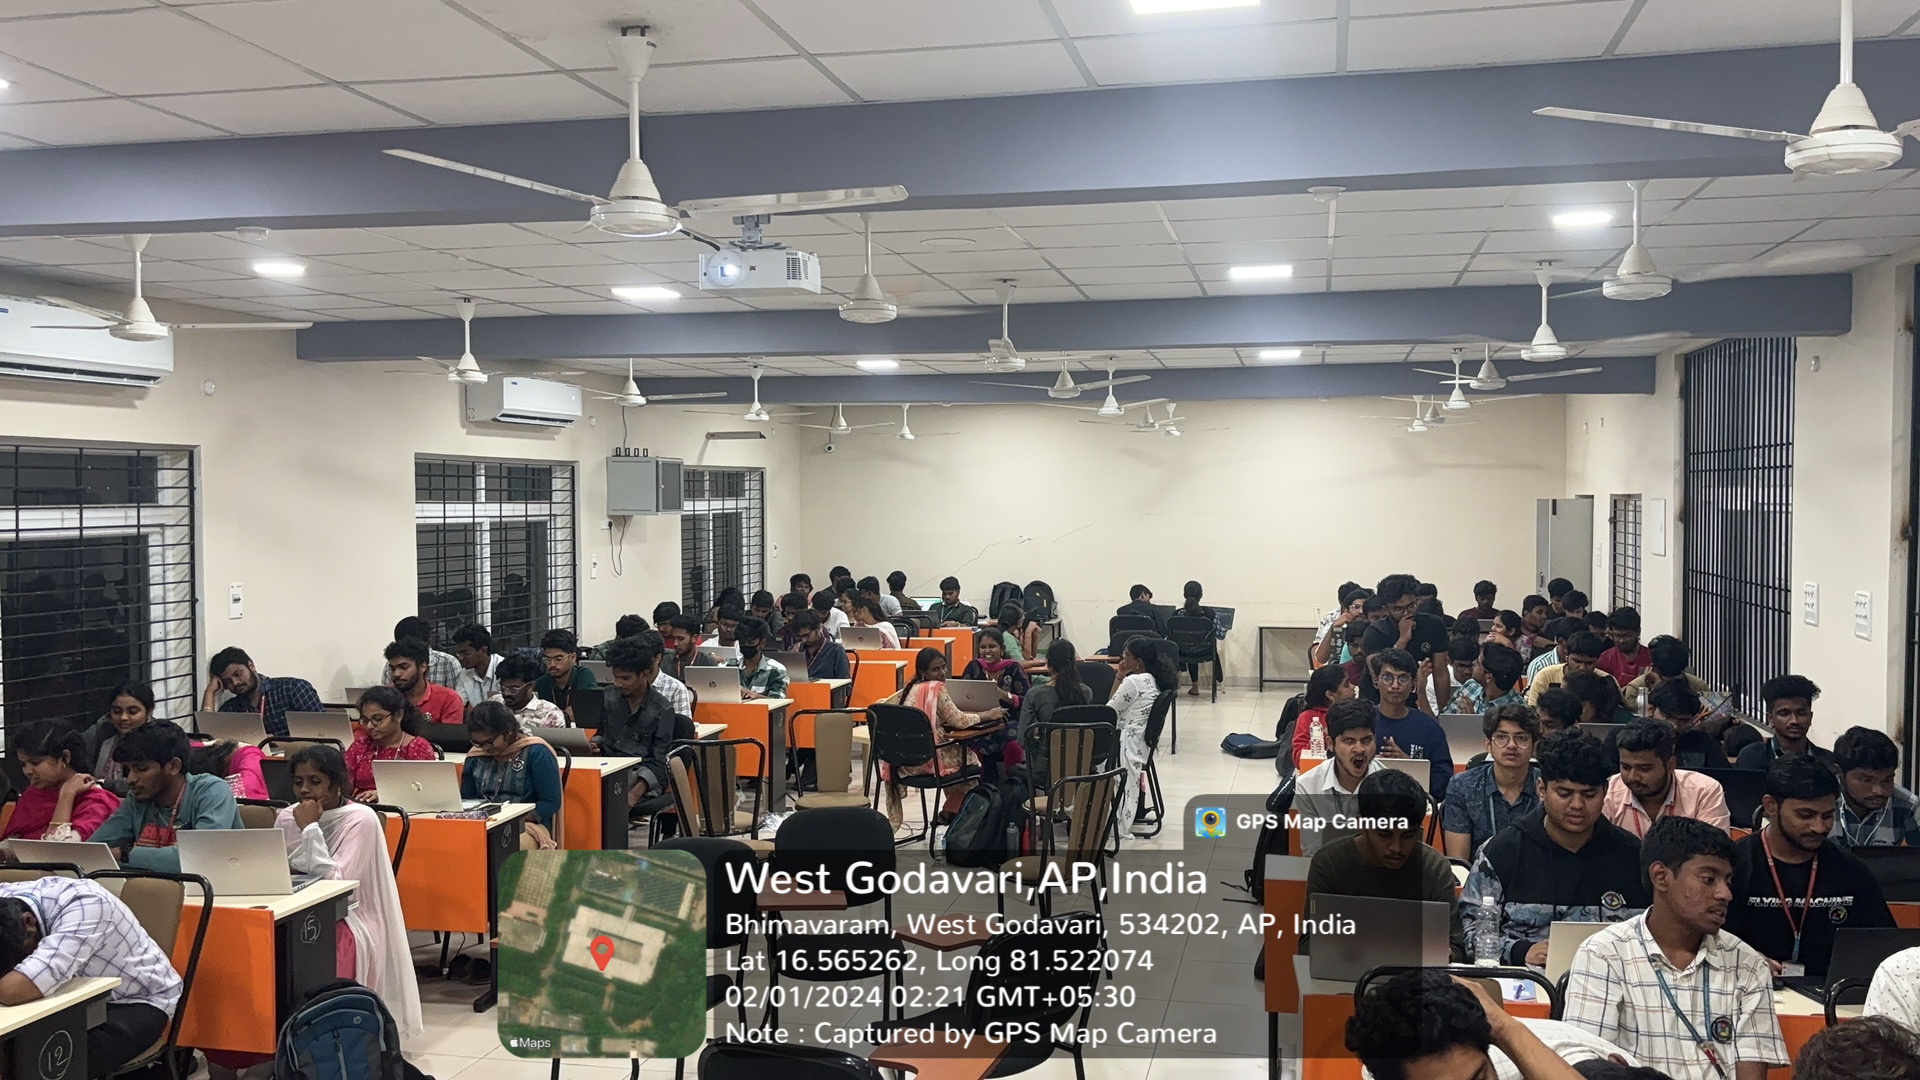 GPS Map Camera
West Godavari,AP,India
Bhimavaram, West Godavari, 534202, AP, India
Lat 16.565262, Long 81.522074
02/01/2024 02:21 GMT+05:30
Note : Captured by GPS Map Camera
Maps
15
12
FLYING MACHINE